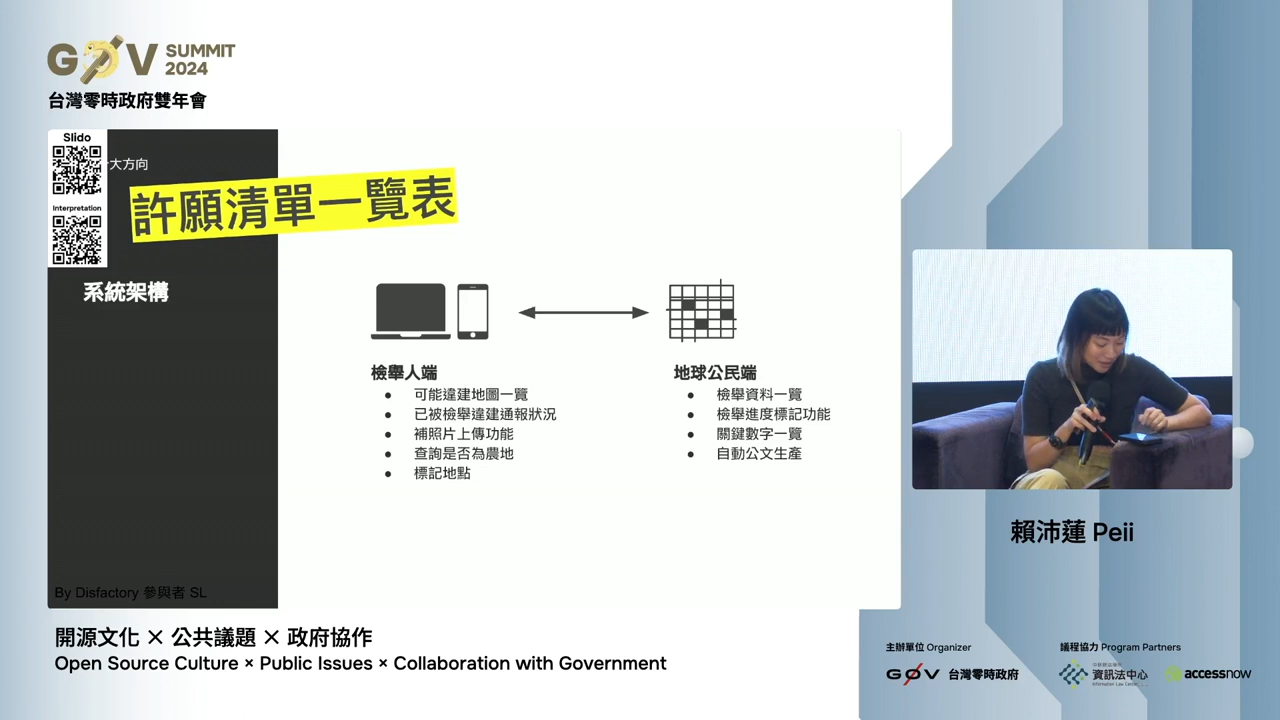 G0V SUMMIT 2024
台灣零時政府雙年會
Slido
大方向
許願清單一覽表
Interpretation
系統架構
檢舉人端
可能違建地圖一覽
已被檢舉違建通報狀況
補照片上傳功能
查詢是否為農地
標記地點
地球公民端
檢舉資料一覽
檢舉進度標記功能
關鍵數字一覽
自動公文生產
By Disfactory 參與者 SL
賴沛蓮 Peii
開源文化 × 公共議題 × 政府協作
Open Source Culture × Public Issues × Collaboration with Government
主辦單位 Organizer
G0V 台灣零時政府
議程協力 Program Partners
資訊法中心
Information Law Center
accessnow